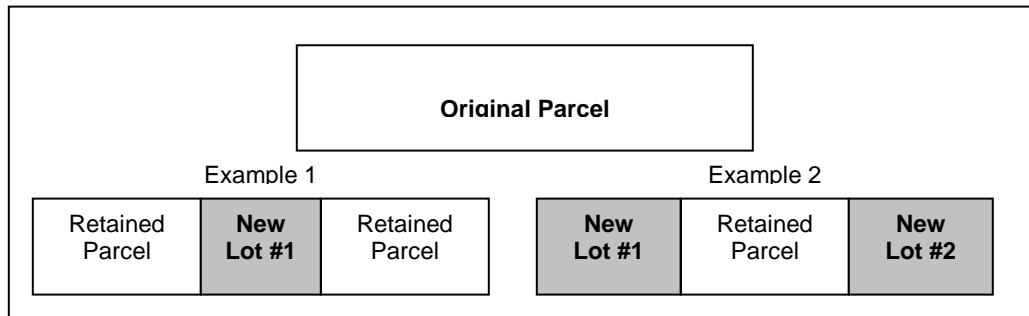 Original Parcel
Example 1
Example 2
Retained Parcel
New Lot #1
Retained Parcel
New Lot #1
Retained Parcel
New Lot #2